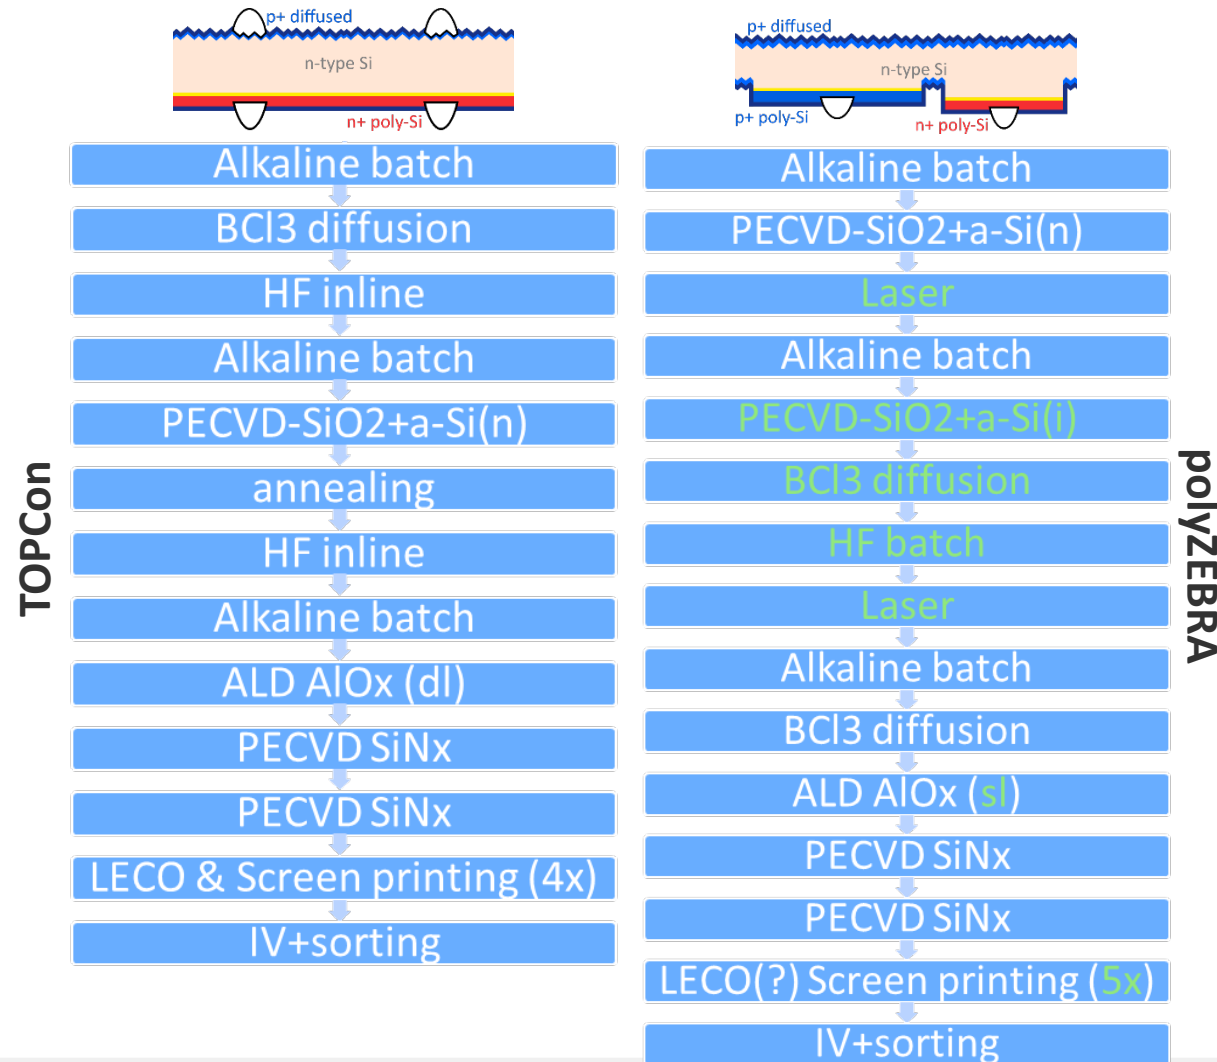 p+ diffused
n-type Si
n+ poly-Si
TOPCon
Alkaline batch
BCl3 diffusion
HF inline
Alkaline batch
PECVD-SiO2+a-Si(n)
annealing
HF inline
Alkaline batch
ALD AlOx (dl)
PECVD SiNx
PECVD SiNx
LECO & Screen printing (4x)
IV+sorting
p+ diffused
n-type Si
p+ poly-Si
n+ poly-Si
polyZEBRA
Alkaline batch
PECVD-SiO2+a-Si(n)
Laser
Alkaline batch
PECVD-SiO2+a-Si(i)
BCl3 diffusion
HF batch
Laser
Alkaline batch
BCl3 diffusion
ALD AlOx (sl)
PECVD SiNx
PECVD SiNx
LECO(?) Screen printing (5x)
IV+sorting